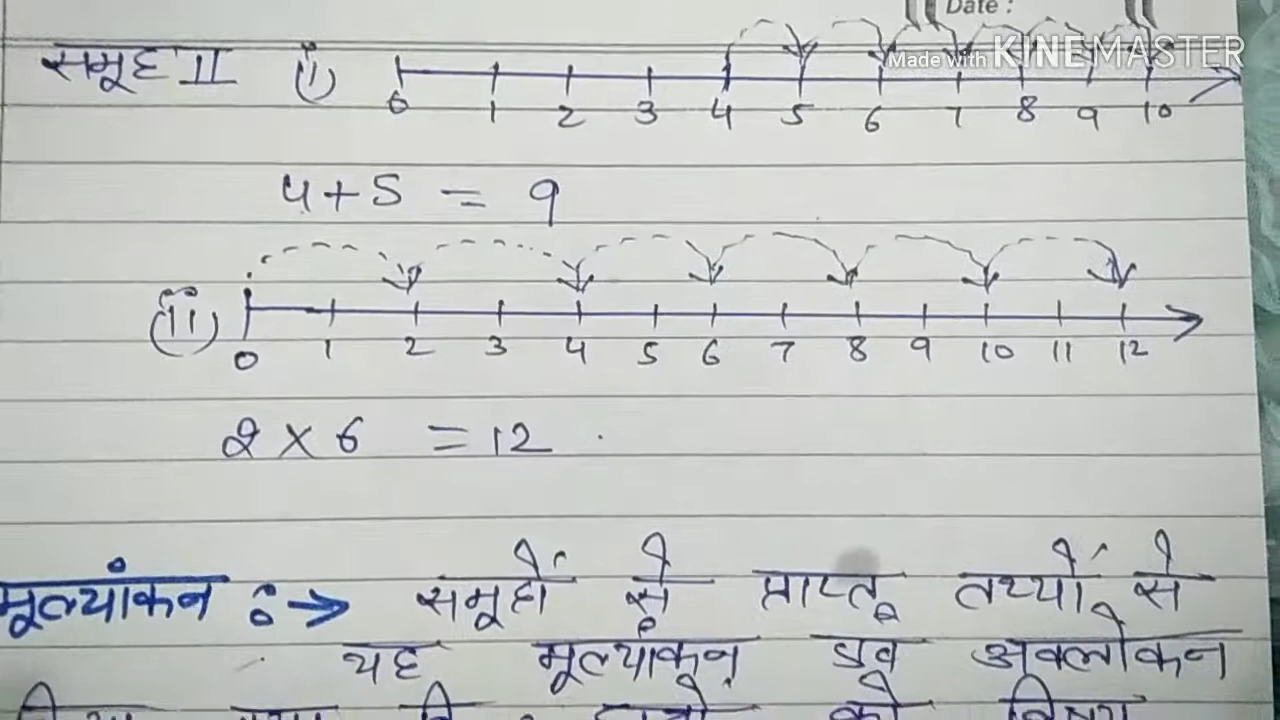 Date :
Made with KINEMASTER
समूह II (i)
0 1 2 3 4 5 6 7 8 9 10
4+5 = 9
(ii)
0 1 2 3 4 5 6 7 8 9 10 11 12
2 × 6 = 12
मूल्यांकन :→ समूहों से प्राप्त तथ्यों से
यह मूल्यांकन एवं अवलोकन